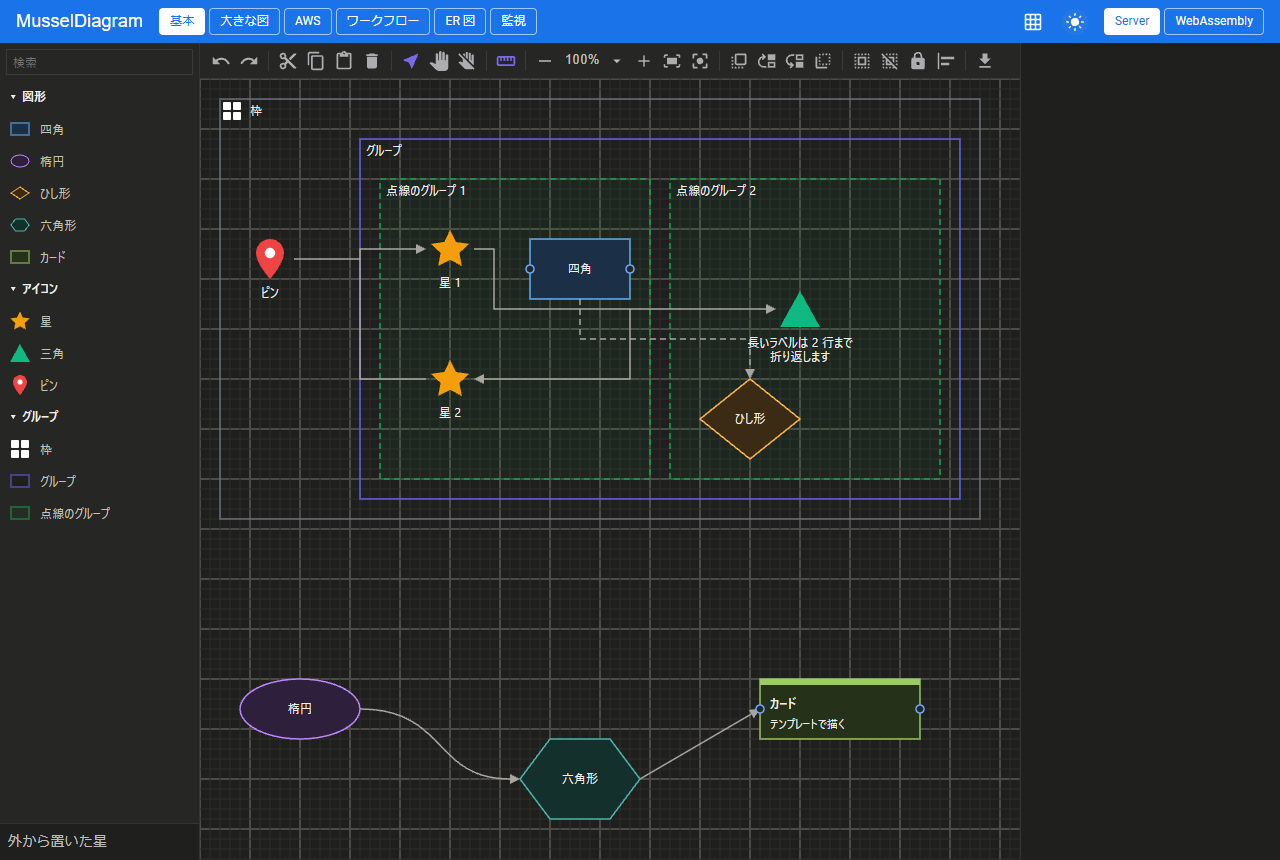 MusselDiagram
基本
大きな図
AWS
ワークフロー
ER 図
監視
Server
WebAssembly
検索
100%
図形
四角
楕円
ひし形
六角形
カード
アイコン
星
三角
ピン
グループ
枠
グループ
点線のグループ
外から置いた星
枠
グループ
点線のグループ 1
点線のグループ 2
ピン
星 1
四角
長いラベルは 2 行まで
折り返します
星 2
ひし形
楕円
六角形
カード
テンプレートで描く